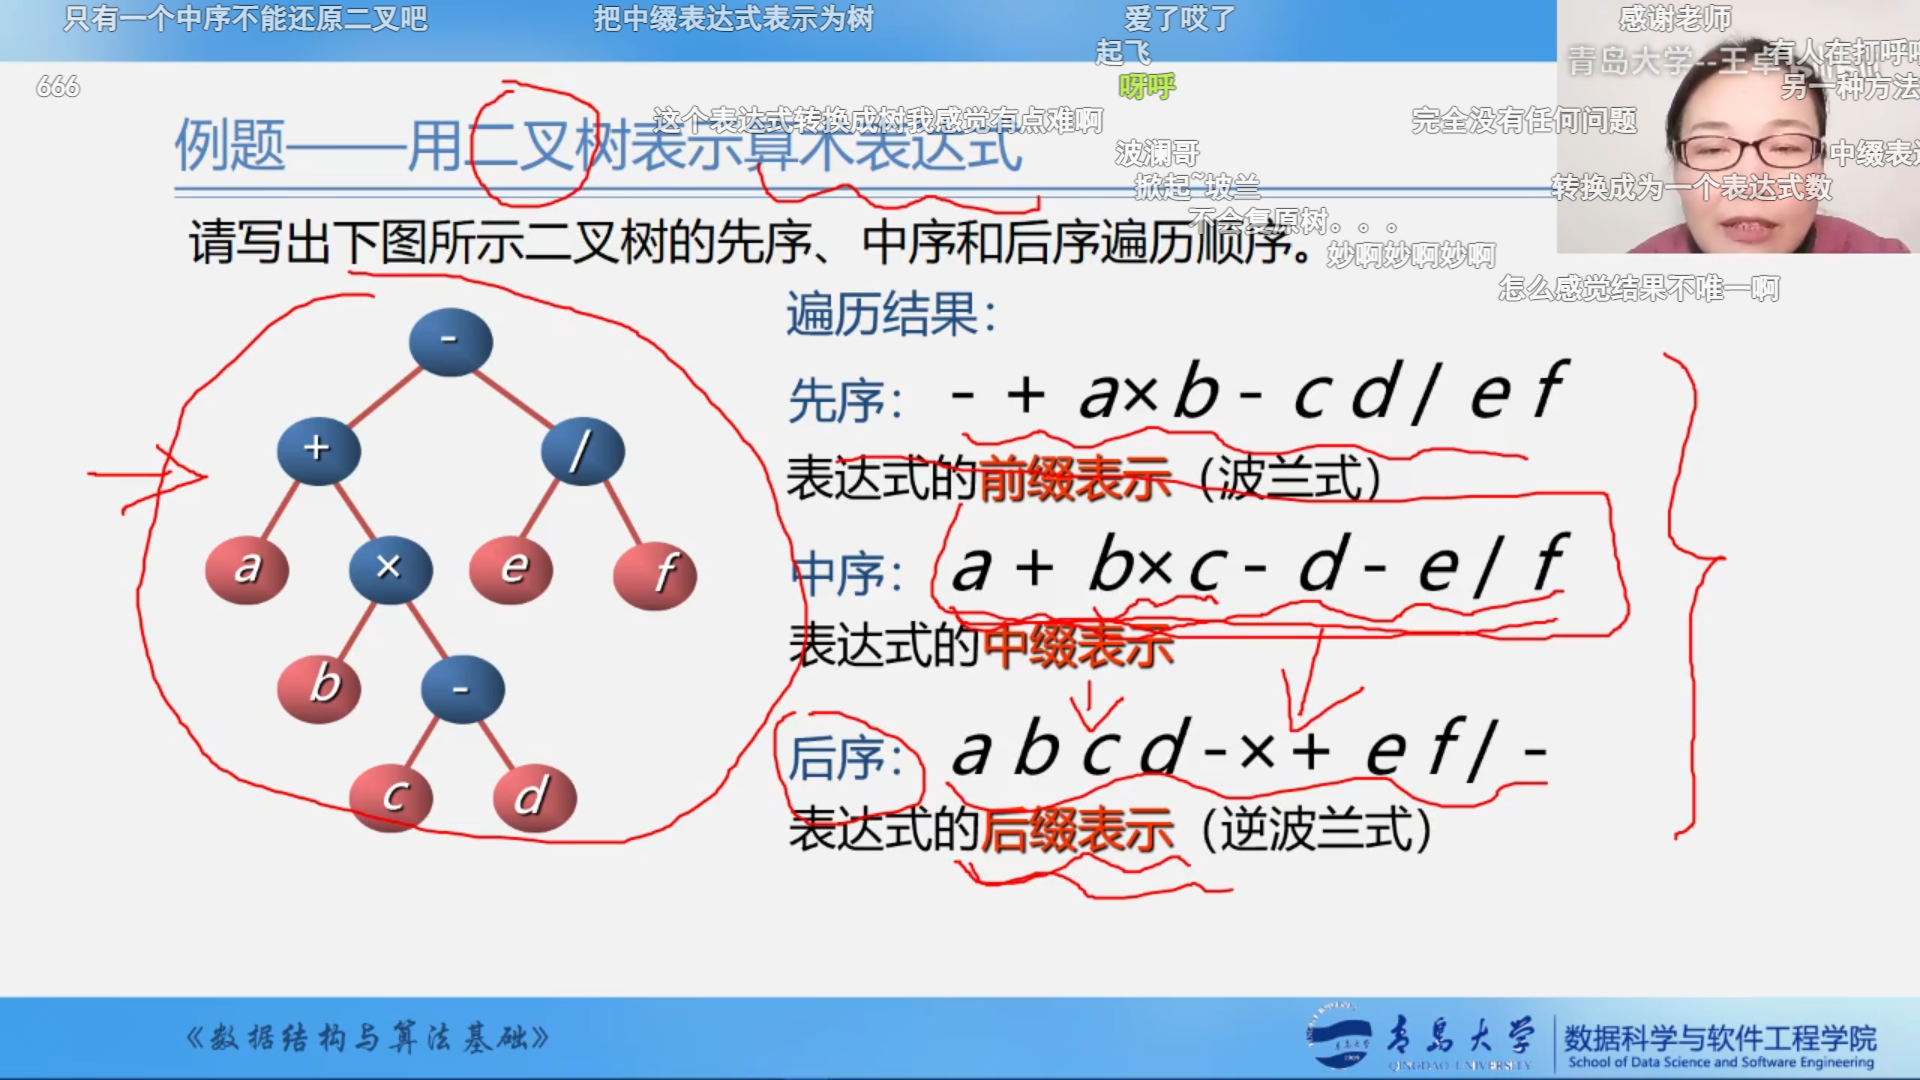 只有一个中序不能还原二叉吧
把中缀表达式表示为树
爱了哎了
感谢老师
起飞
青岛大学--王卓
有人在打呼吧
666
呀呼
另一种方法
例题——用二叉树表示算术表达式
这个表达式转换成树我感觉有点难啊
完全没有任何问题
波澜哥
中缀表达
掀起~坡兰
转换成为一个表达式数
不会复原树。。。
请写出下图所示二叉树的先序、中序和后序遍历顺序。
妙啊妙啊妙啊
怎么感觉结果不唯一啊
遍历结果：
-
+
/
a
×
e
f
b
-
c
d
先序： - + a×b - c d / e f
表达式的前缀表示（波兰式）
中序： a + b×c - d - e / f
表达式的中缀表示
后序： a b c d -×+ e f / -
表达式的后缀表示（逆波兰式）
《数据结构与算法基础》
青岛大学
QINGDAO UNIVERSITY
数据科学与软件工程学院
School of Data Science and Software Engineering